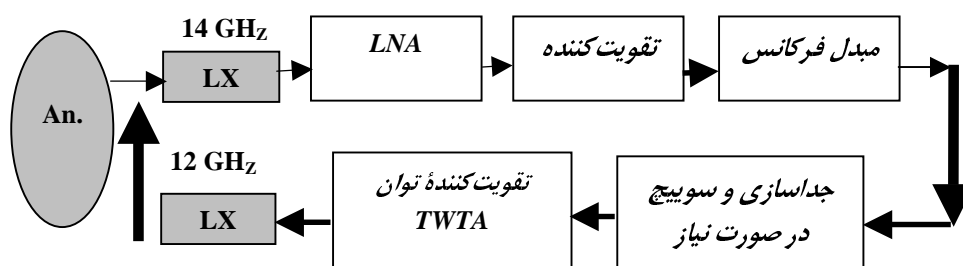 14 GHZ
LX
LNA
تقویت‌کننده
مبدل فرکانس
An.
12 GHZ
LX
تقویت‌کنندۀ توان
TWTA
جداسازی و سوییچ
در صورت نیاز